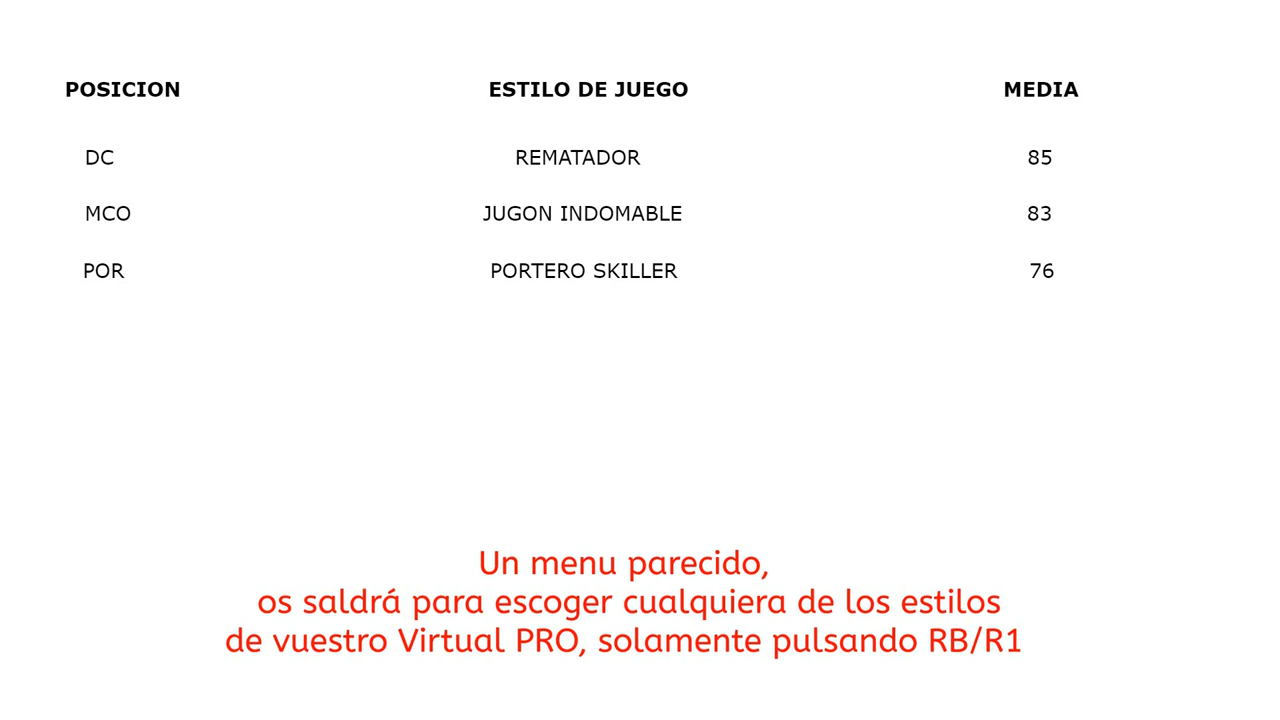 POSICION ESTILO DE JUEGO MEDIA
DC REMATADOR 85
MCO JUGON INDOMABLE 83
POR PORTERO SKILLER 76
Un menu parecido,
os saldrá para escoger cualquiera de los estilos
de vuestro Virtual PRO, solamente pulsando RB/R1